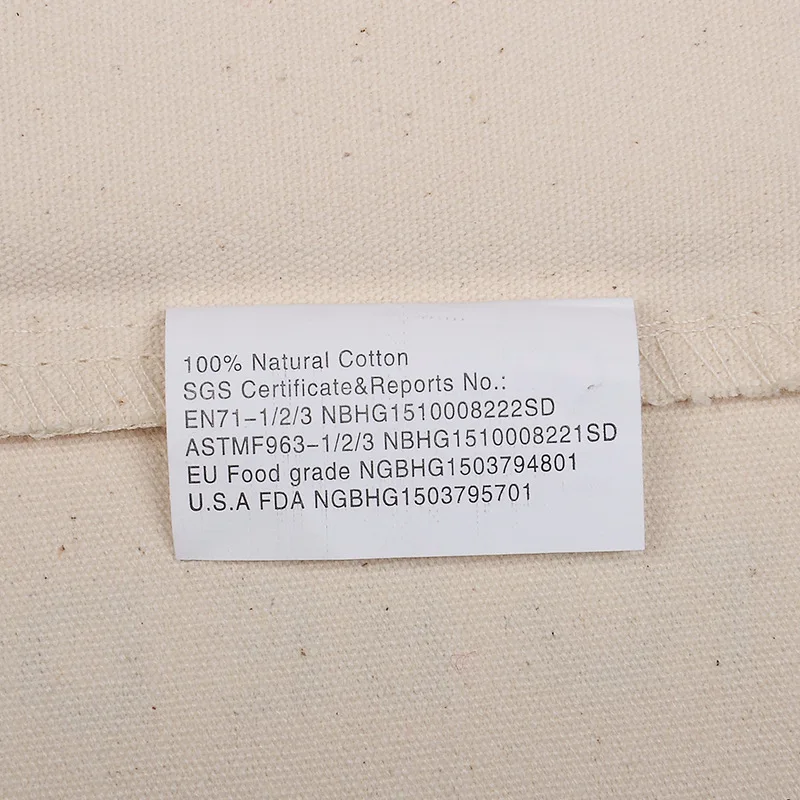 100% Natural Cotton
SGS Certificate&Reports No.:
EN71-1/2/3 NBHG1510008222SD
ASTMF963-1/2/3 NBHG1510008221SD
EU Food grade NGBHG1503794801
U.S.A FDA NGBHG1503795701